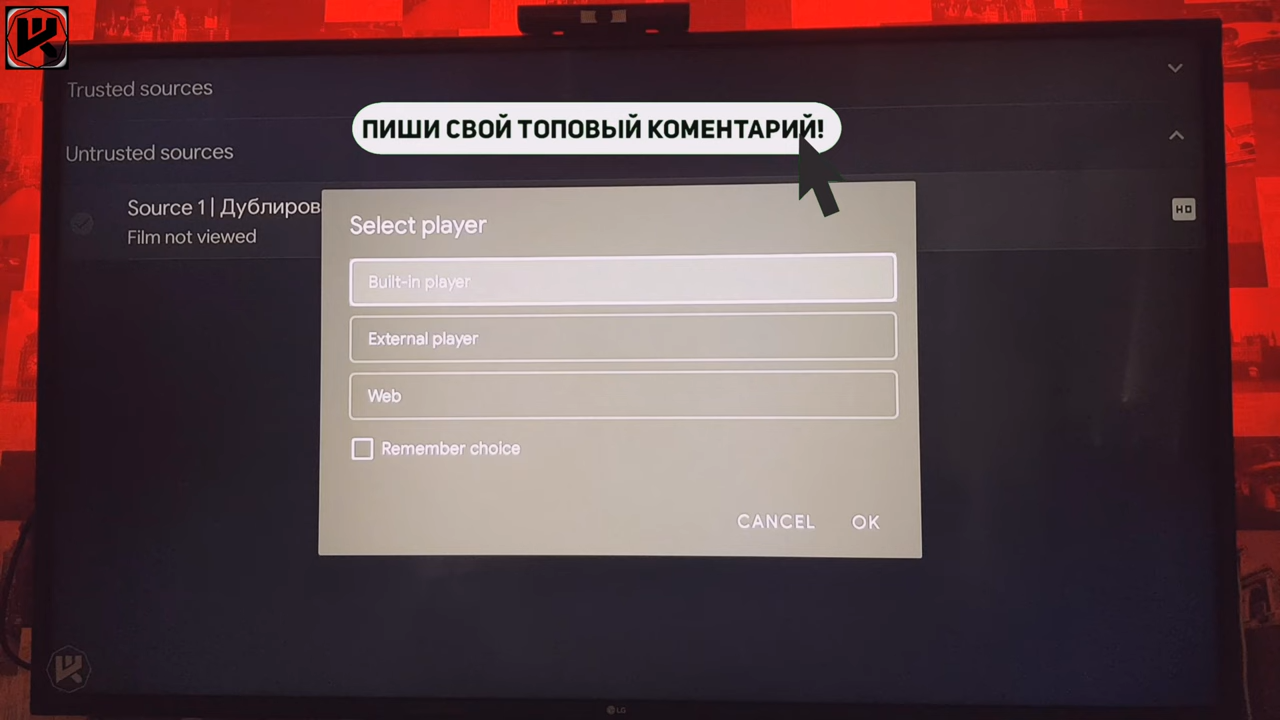 Trusted sources
ПИШИ СВОЙ ТОПОВЫЙ КОМЕНТАРИЙ!
Untrusted sources
Source 1 | Дублиров
Film not viewed
HD
Select player
Built-in player
External player
Web
Remember choice
CANCEL
OK
LG